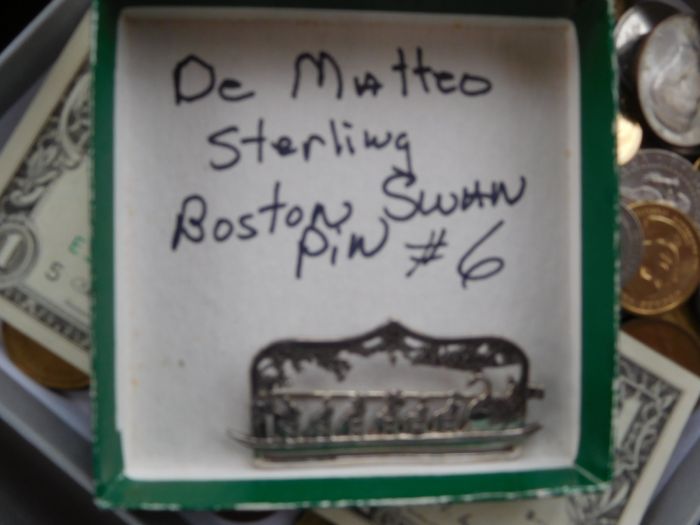 De Matteo
Sterling
Boston Swan
Pin #6